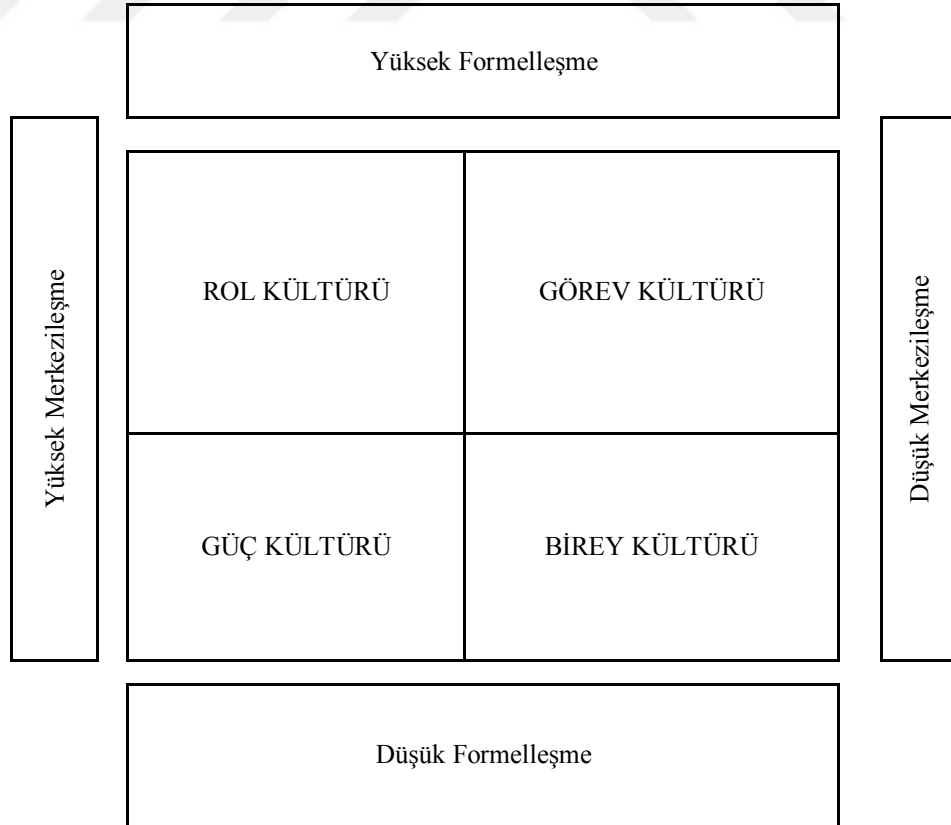 Yüksek Formelleşme
Yüksek Merkezileşme
ROL KÜLTÜRÜ
GÖREV KÜLTÜRÜ
Düşük Merkezileşme
GÜÇ KÜLTÜRÜ
BİREY KÜLTÜRÜ
Düşük Formelleşme